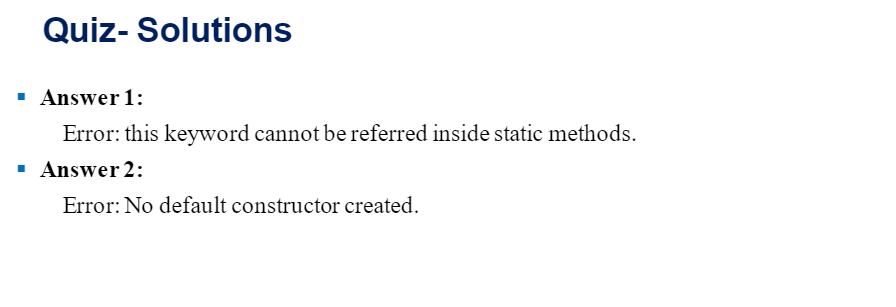 Quiz- Solutions
▪ Answer 1:
Error: this keyword cannot be referred inside static methods.
▪ Answer 2:
Error: No default constructor created.